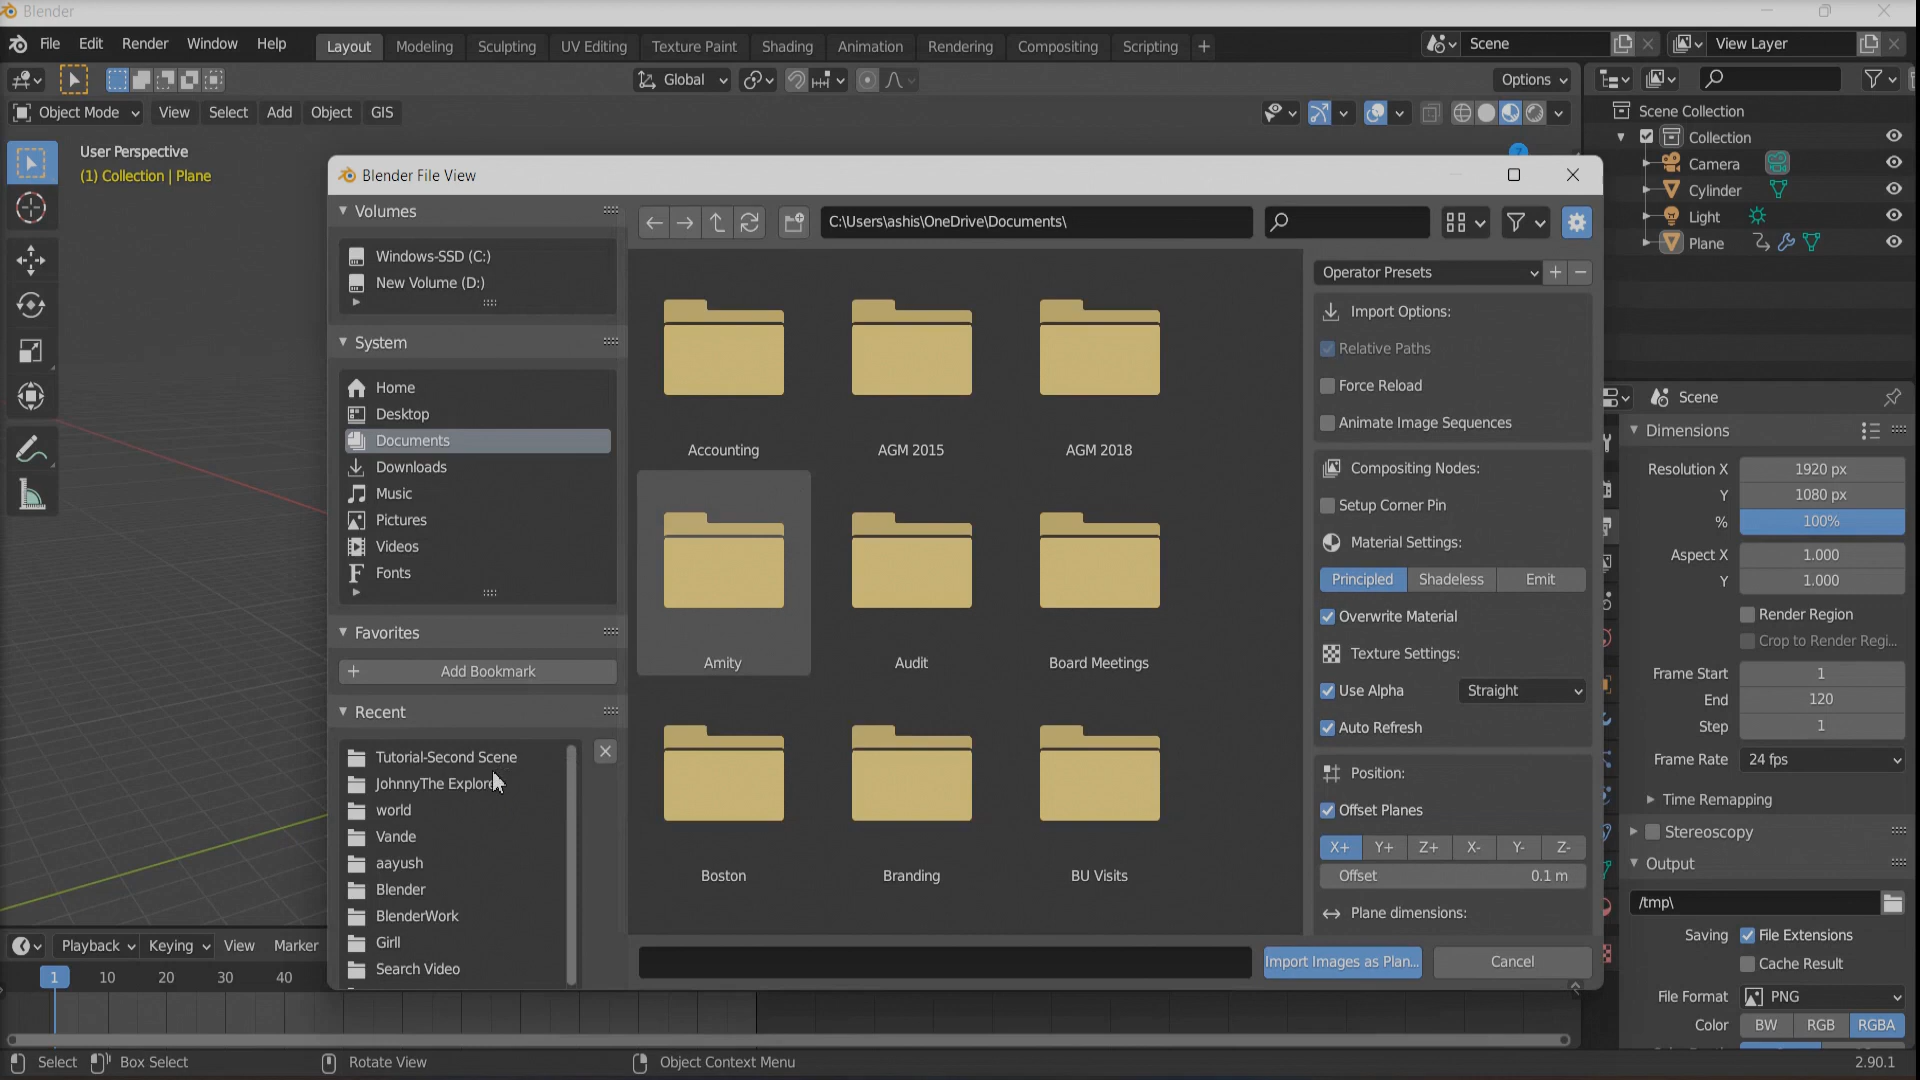 Blender
File Edit Render Window Help Layout Modeling Sculpting UV Editing Texture Paint Shading Animation Rendering Compositing Scripting + Scene View Layer
Global Options
Object Mode View Select Add Object GIS
User Perspective
(1) Collection | Plane
Scene Collection
Collection
Camera
Cylinder
Light
Plane
Blender File View
Volumes
Windows-SSD (C:)
New Volume (D:)
System
Home
Desktop
Documents
Downloads
Music
Pictures
Videos
Fonts
Favorites
Add Bookmark
Recent
Tutorial-Second Scene
JohnnyThe Explore
world
Vande
aayush
Blender
BlenderWork
Girll
Search Video
C:\Users\ashis\OneDrive\Documents\
Accounting AGM 2015 AGM 2018
Amity Audit Board Meetings
Boston Branding BU Visits
Operator Presets
Import Options:
Relative Paths
Force Reload
Animate Image Sequences
Compositing Nodes:
Setup Corner Pin
Material Settings:
Principled Shadeless Emit
Overwrite Material
Texture Settings:
Use Alpha Straight
Auto Refresh
Position:
Offset Planes
X+ Y+ Z+ X- Y- Z-
Offset 0.1 m
Plane dimensions:
Import Images as Plan... Cancel
Scene
Dimensions
Resolution X 1920 px
Y 1080 px
% 100%
Aspect X 1.000
Y 1.000
Render Region
Crop to Render Regi...
Frame Start 1
End 120
Step 1
Frame Rate 24 fps
Time Remapping
Stereoscopy
Output
/tmp\
Saving File Extensions
Cache Result
File Format PNG
Color BW RGB RGBA
Playback Keying View Marker
1 10 20 30 40
Select Box Select Rotate View Object Context Menu 2.90.1